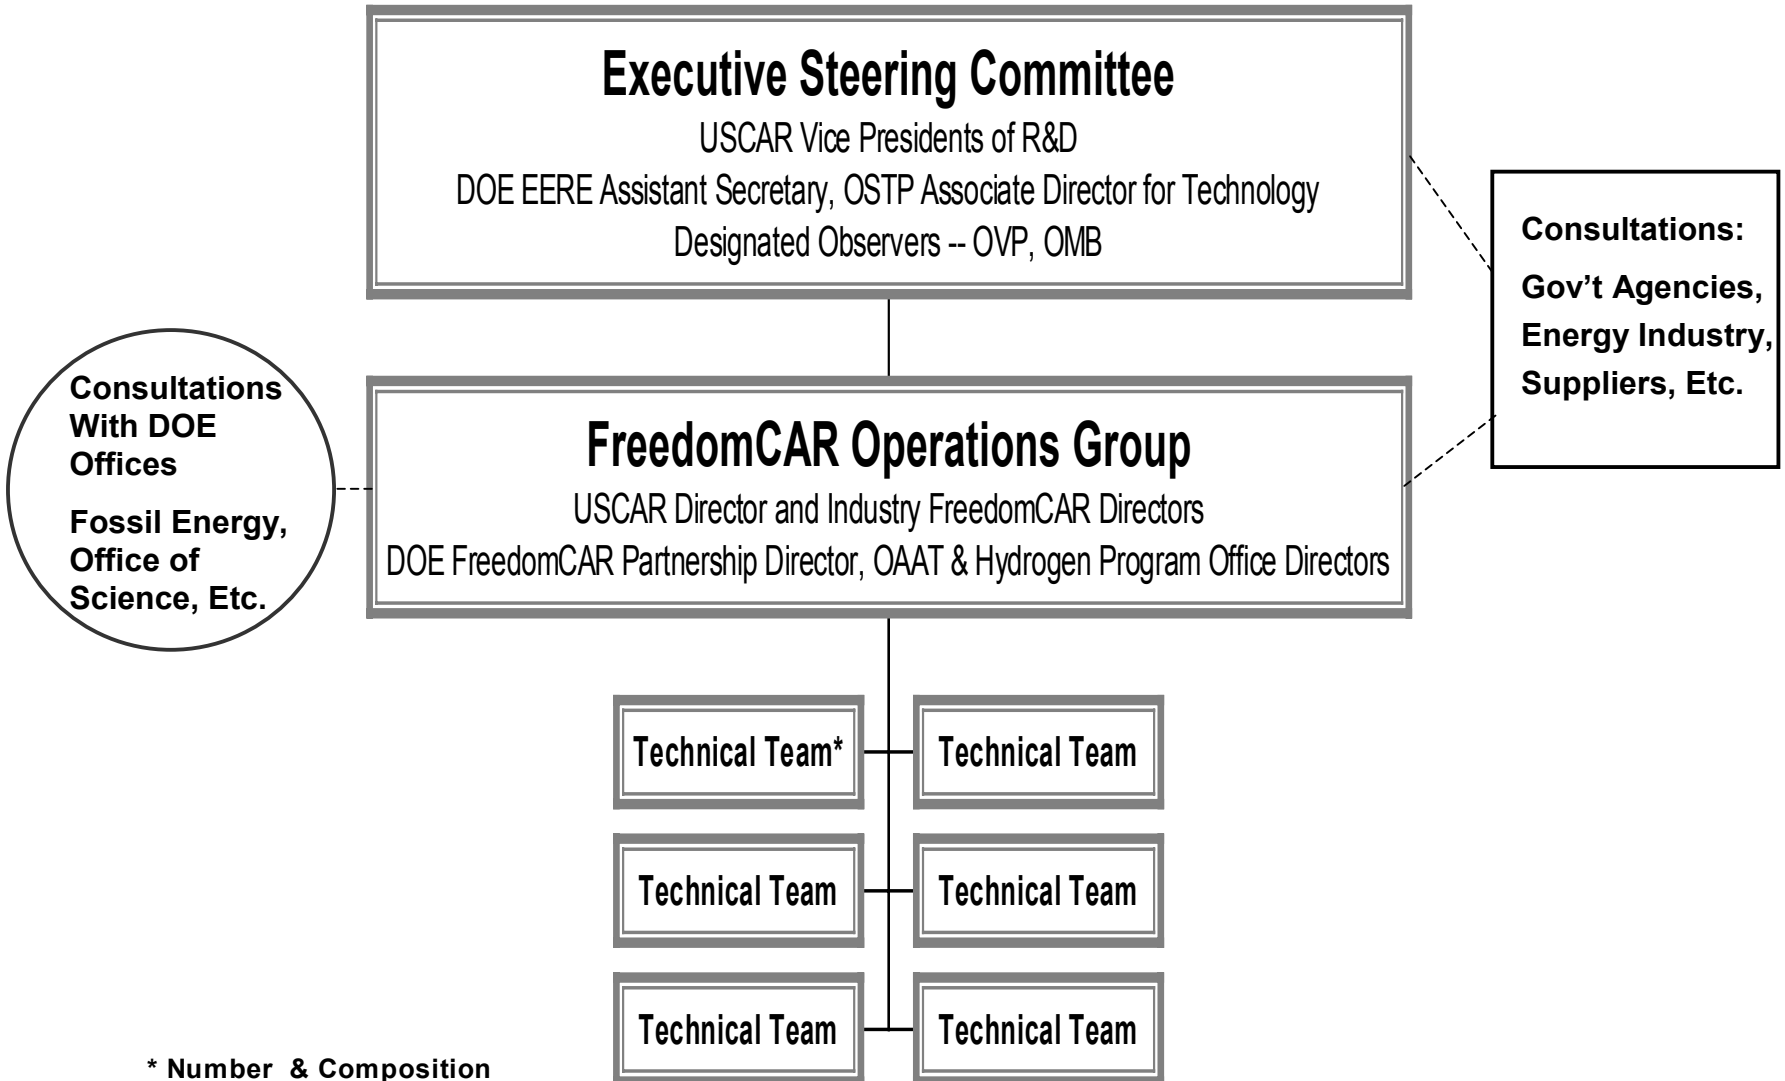 Executive Steering Committee
USCAR Vice Presidents of R&D
DOE EERE Assistant Secretary, OSTP Associate Director for Technology
Designated Observers -- OVP, OMB
Consultations:
Gov’t Agencies,
Energy Industry,
Suppliers, Etc.
Consultations
With DOE
Offices
Fossil Energy,
Office of
Science, Etc.
FreedomCAR Operations Group
USCAR Director and Industry FreedomCAR Directors
DOE FreedomCAR Partnership Director, OAAT & Hydrogen Program Office Directors
Technical Team*
Technical Team
Technical Team
Technical Team
Technical Team
Technical Team
* Number & Composition